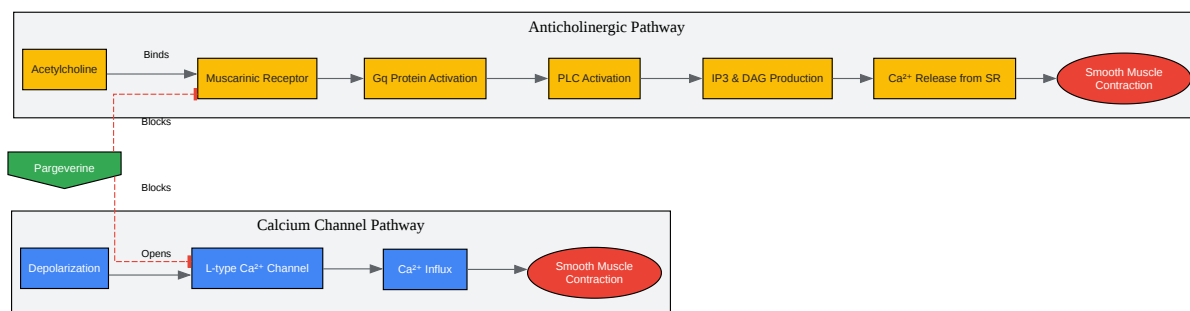 Anticholinergic Pathway
Acetylcholine
Binds
Muscarinic Receptor
Gq Protein Activation
PLC Activation
IP3 & DAG Production
Ca²⁺ Release from SR
Smooth Muscle
Contraction
Blocks
Pargeverine
Blocks
Calcium Channel Pathway
Depolarization
Opens
L-type Ca²⁺ Channel
Ca²⁺ Influx
Smooth Muscle
Contraction